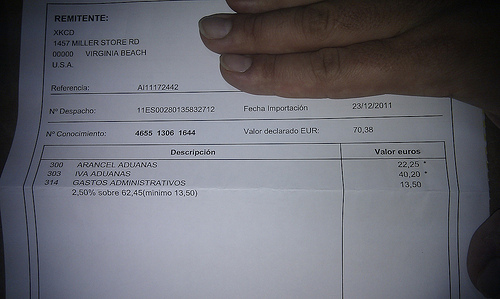 REMITENTE:
XKCD
1457 MILLER STORE RD
00000 VIRGINIA BEACH
U.S.A.
Referencia: AI11172442
Nº Despacho: 11ES00280135832712 Fecha Importación 23/12/2011
Nº Conocimiento: 4655 1306 1644 Valor declarado EUR: 70,38
Descripción Valor euros
300 ARANCEL ADUANAS 22,25 *
303 IVA ADUANAS 40,20 *
314 GASTOS ADMINISTRATIVOS 13,50
2,50% sobre 62,45(minimo 13,50)